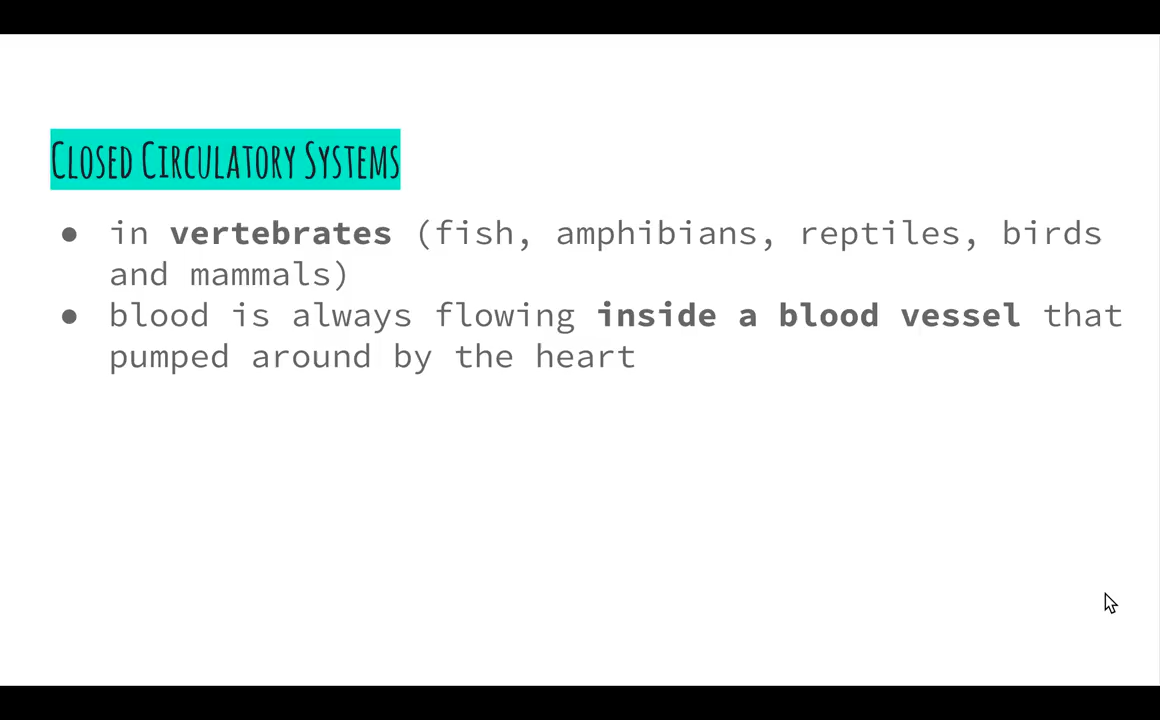 Closed Circulatory Systems
● in vertebrates (fish, amphibians, reptiles, birds
and mammals)
● blood is always flowing inside a blood vessel that
pumped around by the heart